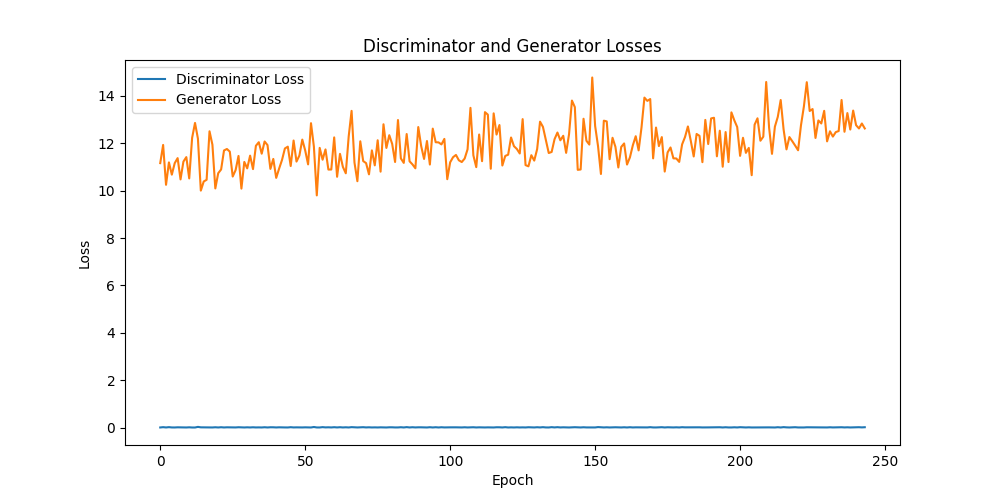 Discriminator and Generator Losses
Discriminator Loss
Generator Loss
14
12
10
8
6
4
2
0
Loss
0 50 100 150 200 250
Epoch